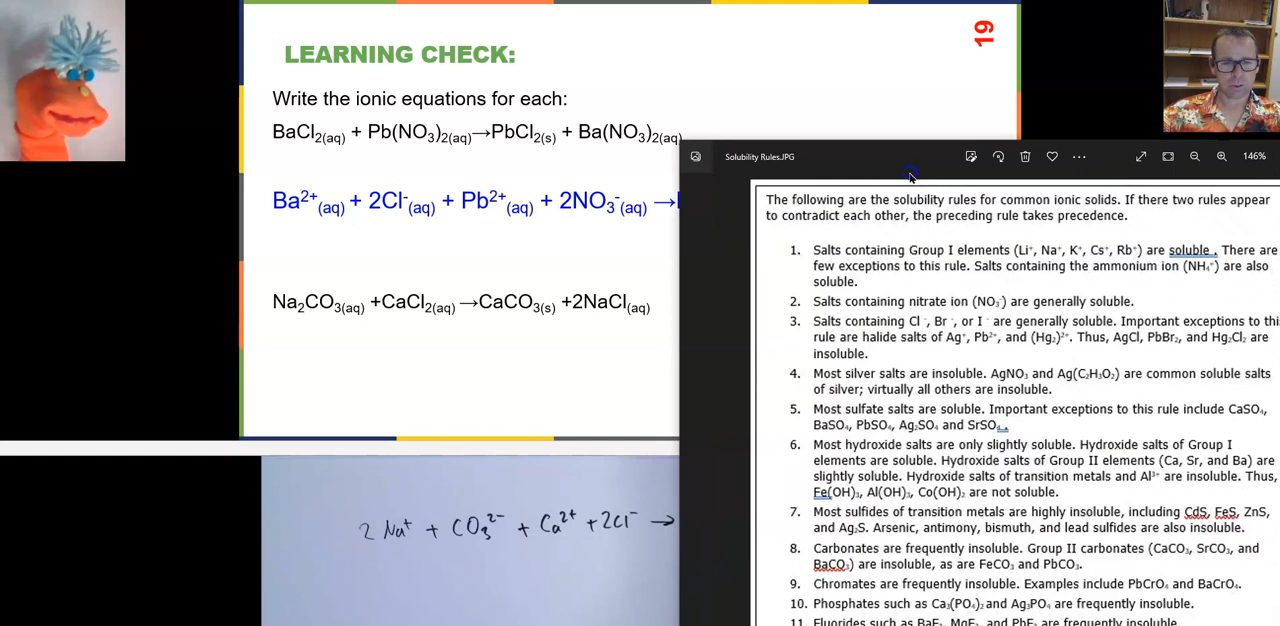 19
LEARNING CHECK:
Write the ionic equations for each:
BaCl₂₍aq₎ + Pb(NO₃)₂₍aq₎→PbCl₂₍s₎ + Ba(NO₃)₂₍aq₎
Ba²⁺(aq) + 2Cl⁻(aq) + Pb²⁺(aq) + 2NO₃⁻(aq) →
Na₂CO₃(aq) +CaCl₂(aq) →CaCO₃(s) +2NaCl(aq)
2 Na⁺ + CO₃²⁻ + Ca²⁺ + 2Cl⁻ →
Solubility Rules.JPG
146%
The following are the solubility rules for common ionic solids. If there two rules appear
to contradict each other, the preceding rule takes precedence.
1. Salts containing Group I elements (Li⁺, Na⁺, K⁺, Cs⁺, Rb⁺) are soluble . There are
few exceptions to this rule. Salts containing the ammonium ion (NH₄⁺) are also
soluble.
2. Salts containing nitrate ion (NO₃⁻) are generally soluble.
3. Salts containing Cl ⁻, Br ⁻, or I ⁻ are generally soluble. Important exceptions to this
rule are halide salts of Ag⁺, Pb²⁺, and (Hg₂)²⁺. Thus, AgCl, PbBr₂, and Hg₂Cl₂ are
insoluble.
4. Most silver salts are insoluble. AgNO₃ and Ag(C₂H₃O₂) are common soluble salts
of silver; virtually all others are insoluble.
5. Most sulfate salts are soluble. Important exceptions to this rule include CaSO₄,
BaSO₄, PbSO₄, Ag₂SO₄ and SrSO₄ .
6. Most hydroxide salts are only slightly soluble. Hydroxide salts of Group I
elements are soluble. Hydroxide salts of Group II elements (Ca, Sr, and Ba) are
slightly soluble. Hydroxide salts of transition metals and Al³⁺ are insoluble. Thus,
Fe(OH)₃, Al(OH)₃, Co(OH)₂ are not soluble.
7. Most sulfides of transition metals are highly insoluble, including CdS, FeS, ZnS,
and Ag₂S. Arsenic, antimony, bismuth, and lead sulfides are also insoluble.
8. Carbonates are frequently insoluble. Group II carbonates (CaCO₃, SrCO₃, and
BaCO₃) are insoluble, as are FeCO₃ and PbCO₃.
9. Chromates are frequently insoluble. Examples include PbCrO₄ and BaCrO₄.
10. Phosphates such as Ca₃(PO₄)₂ and Ag₃PO₄ are frequently insoluble.
11. Fluorides such as BaF₂, MgF₂, and PbF₂ are frequently insoluble.